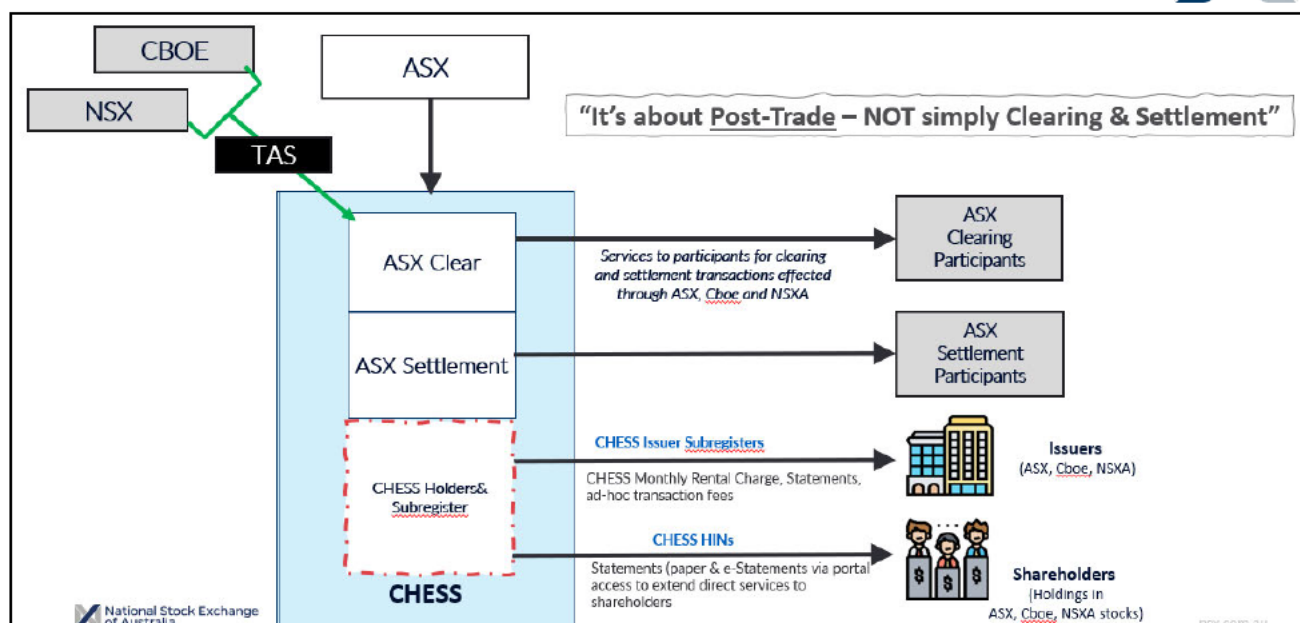 CBOE
ASX
NSX
"It's about Post-Trade – NOT simply Clearing & Settlement"
TAS
ASX Clear
Services to participants for clearing
and settlement transactions effected
through ASX, Cboe and NSXA
ASX
Clearing
Participants
ASX Settlement
ASX
Settlement
Participants
CHESS Holders&
Subregister
CHESS Issuer Subregisters
CHESS Monthly Rental Charge, Statements,
ad-hoc transaction fees
Issuers
(ASX, Cboe, NSXA)
CHESS HINs
Statements (paper & e-Statements via portal
access to extend direct services to
shareholders
$ $ $
Shareholders
(Holdings in
ASX, Cboe, NSXA stocks)
CHESS
National Stock Exchange
of Australia